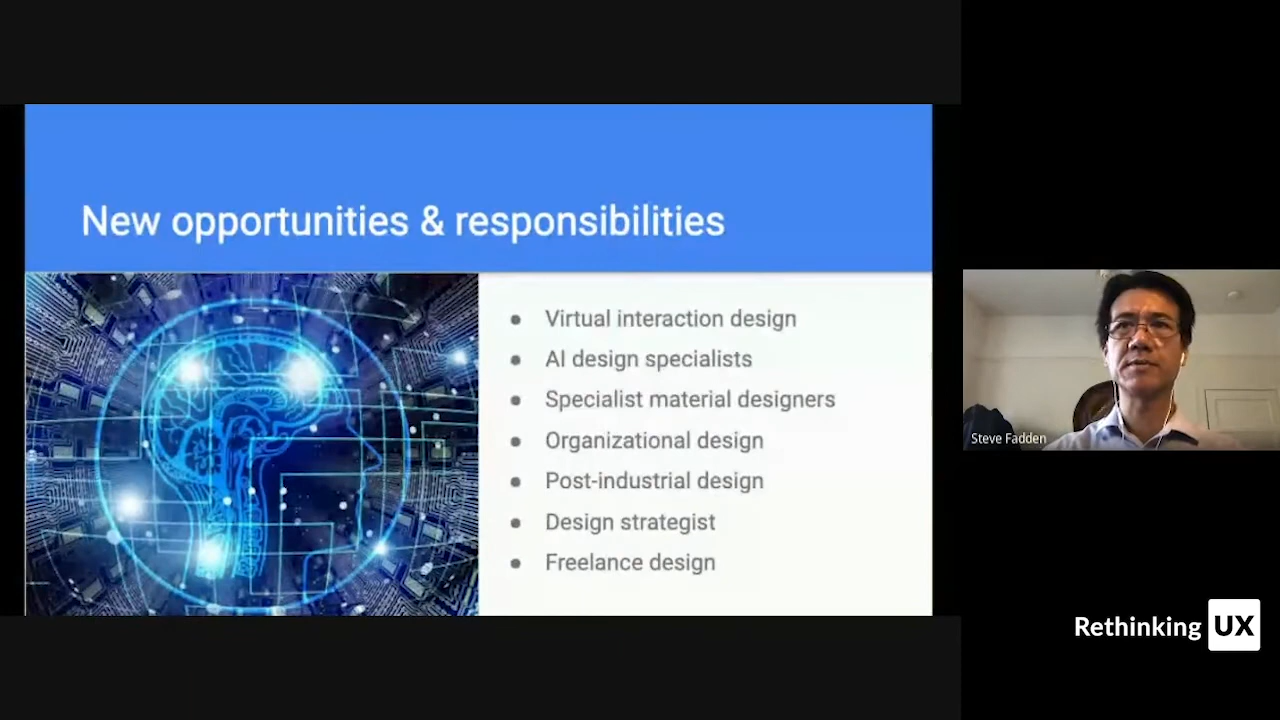 New opportunities & responsibilities
● Virtual interaction design
● AI design specialists
● Specialist material designers
● Organizational design
● Post-industrial design
● Design strategist
● Freelance design
Steve Fadden
Rethinking UX